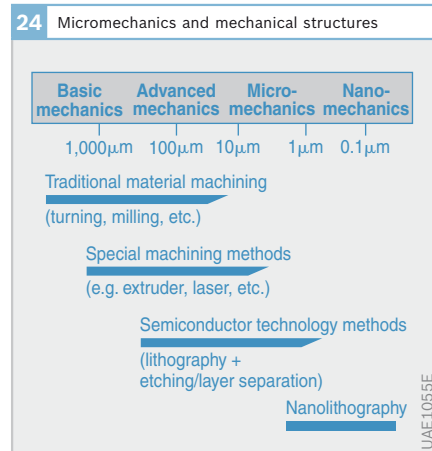 24 Micromechanics and mechanical structures
Basic Advanced Micro- Nano-
mechanics mechanics mechanics mechanics
1,000µm 100µm 10µm 1µm 0.1µm
Traditional material machining
(turning, milling, etc.)
Special machining methods
(e.g. extruder, laser, etc.)
Semiconductor technology methods
(lithography +
etching/layer separation)
Nanolithography
UAE1055E